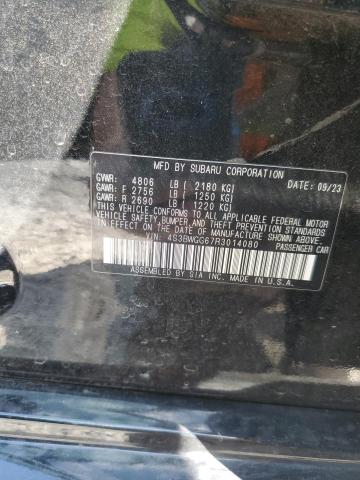 MFD BY SUBARU CORPORATION
GVWR: 4806 LB [ 2180 KG] DATE: 09/23
GAWR: F 2756 LB [ 1250 KG]
GAWR: R 2690 LB [ 1220 KG]
THIS VEHICLE CONFORMS TO ALL APPLICABLE FEDERAL MOTOR
VEHICLE SAFETY, BUMPER, AND THEFT PREVENTION STANDARDS
IN EFFECT ON THE DATE OF MANUFACTURE SHOWN ABOVE.
V/N: 4S3BWGG67R3014080 PASSENGER CAR
ASSEMBLED BY SIA INC. MADE IN U.S.A.